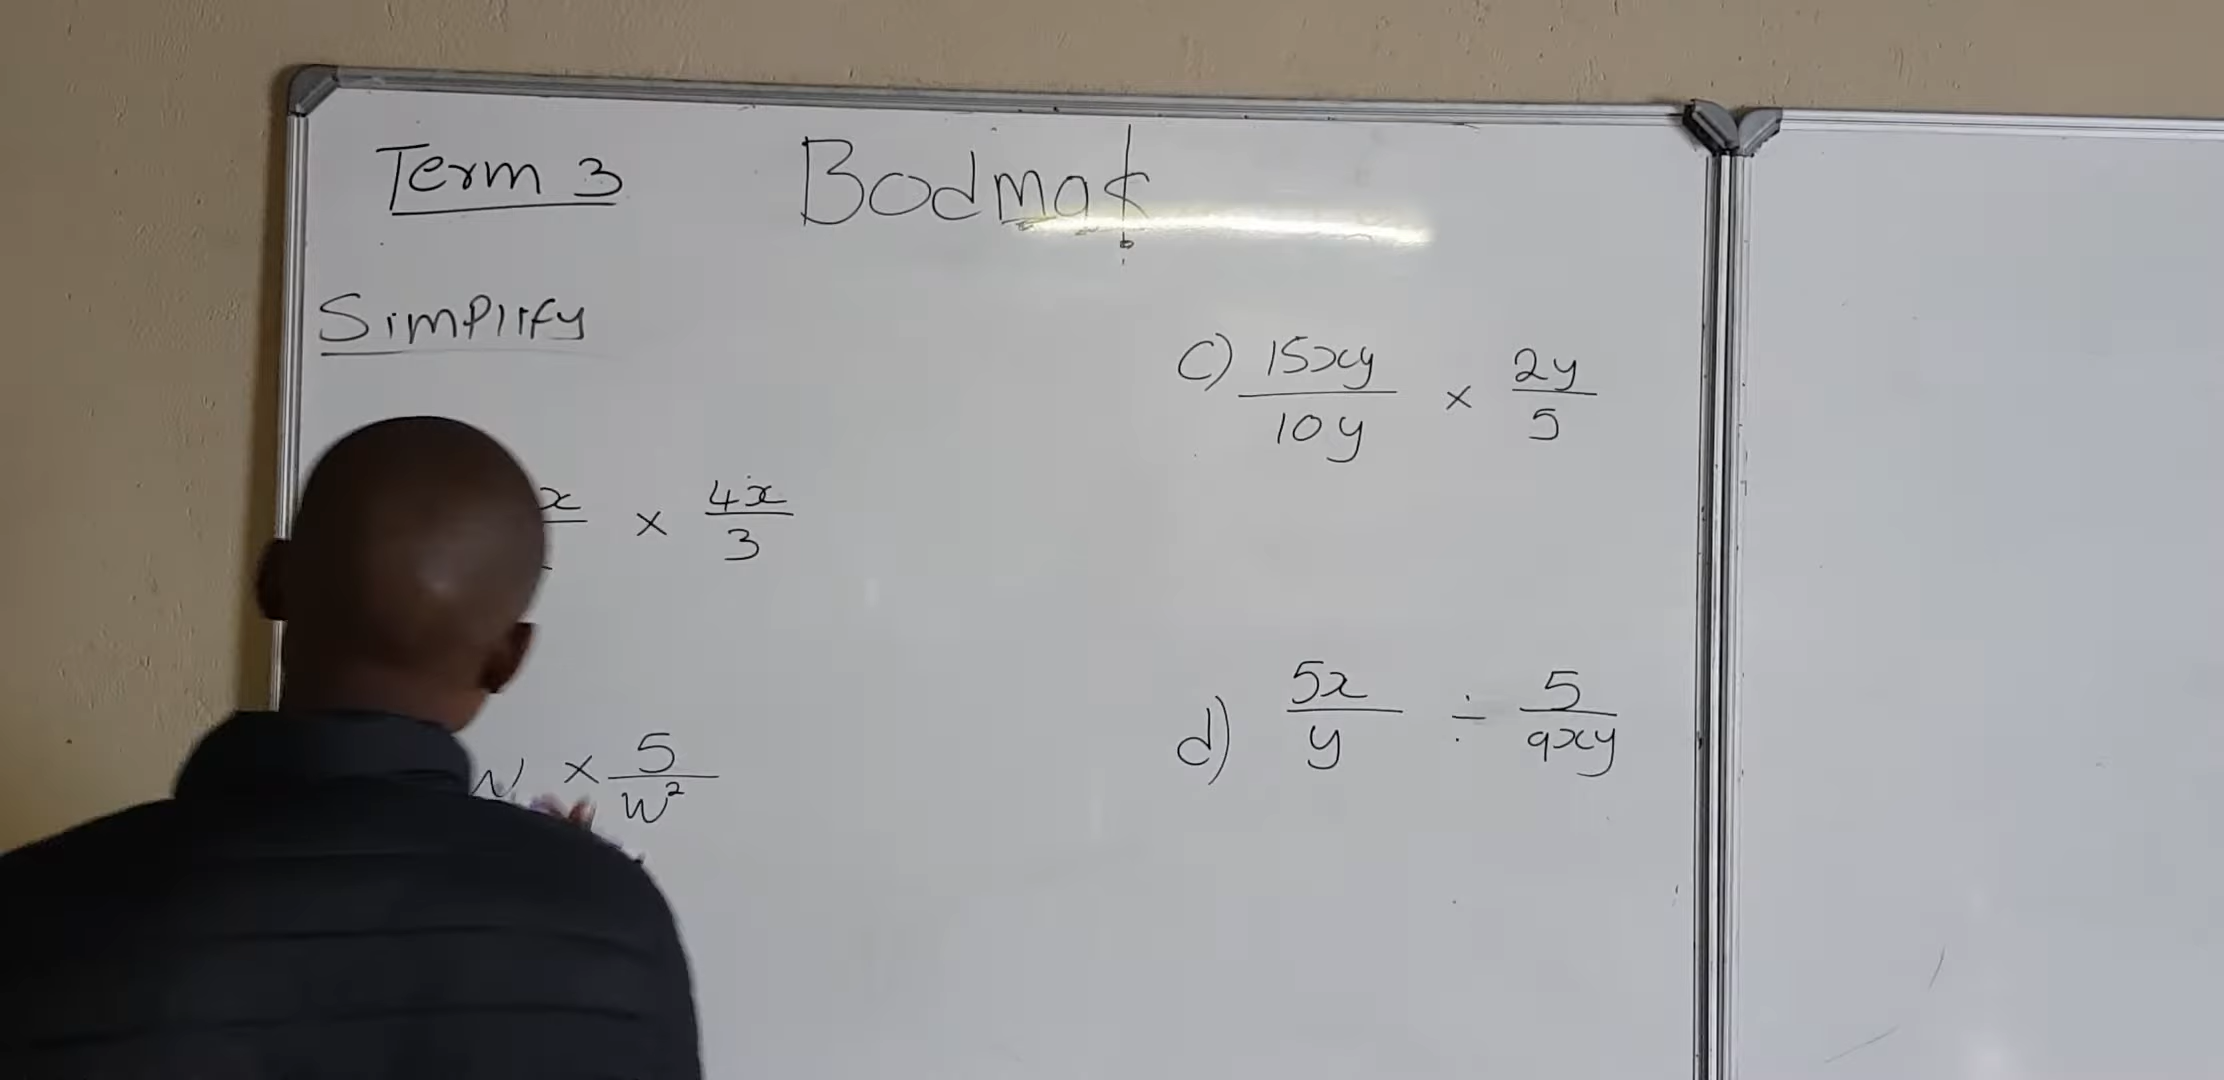 Term 3
Bodmas
Simplify
x × 4x
3
w × 5
w²
c) 15xy × 2y
10y 5
d) 5x ÷ 5
y 9xy